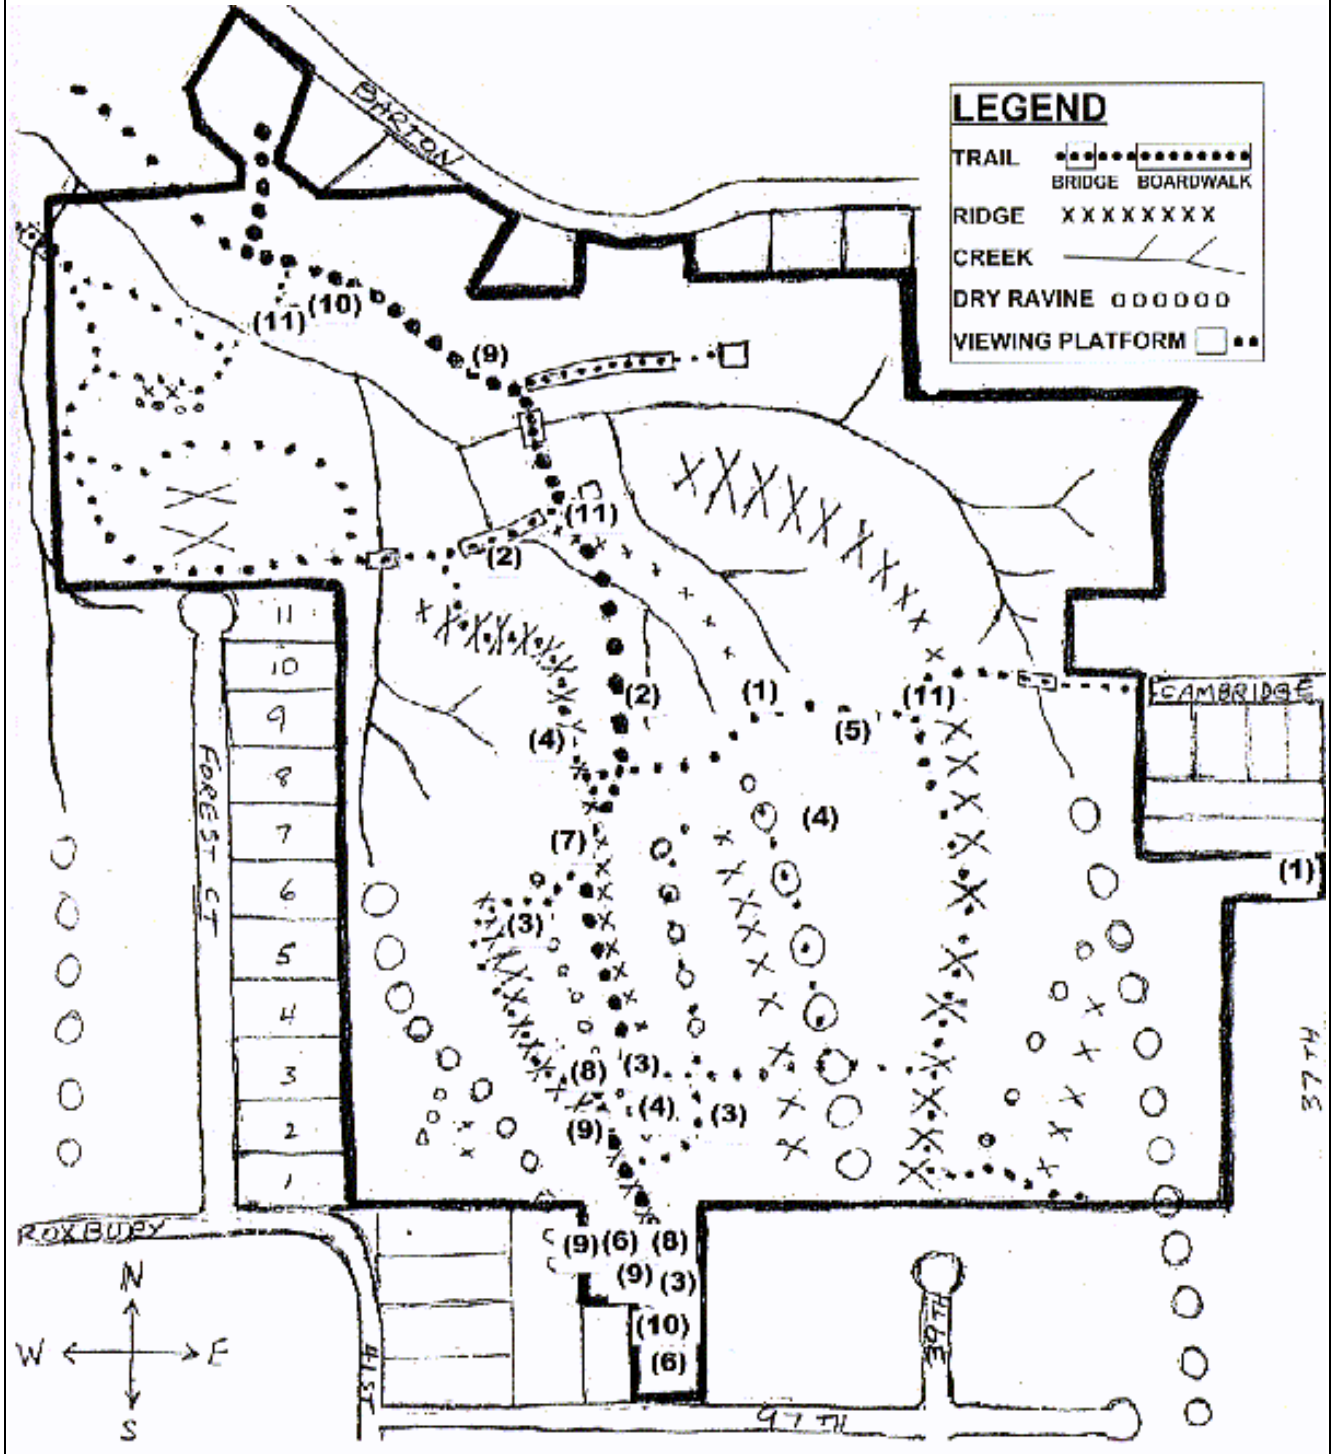 BARTON
LEGEND
TRAIL
BRIDGE BOARDWALK
RIDGE XXXXXXXX
CREEK
DRY RAVINE OOOOOO
VIEWING PLATFORM
(10)
(11)
(9)
(11)
(2)
11
10
9
8
7
6
5
4
3
2
1
FOREST CT
(2)
(1)
(11)
CAMBRIDGE
(4)
(5)
(4)
(7)
(1)
(3)
(8)
(3)
(4)
(3)
(9)
37TH
ROXBURY
(9) (6) (8)
(9) (3)
(10)
(6)
N
W E
S
41ST
39TH
97TH